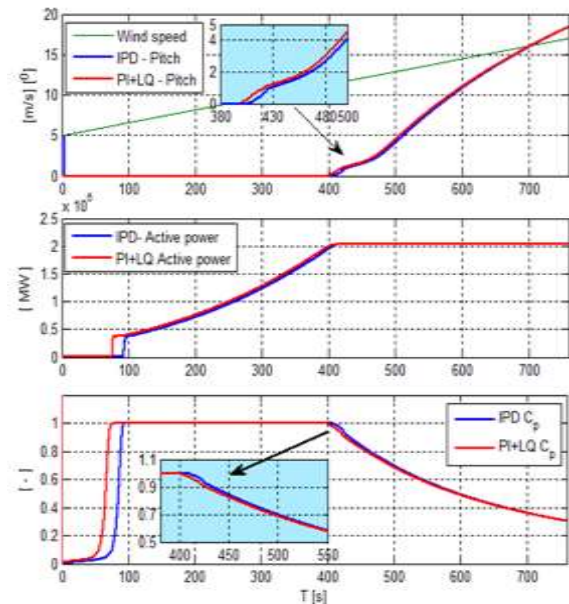 20
15
10
5
0
[m/s] [⁰]
Wind speed
IPD - Pitch
PI+LQ - Pitch
5
4
2
0
380 430 480 500
0 100 200 300 400 500 600 700
x 10⁶
2.5
2
1.5
1
0.5
0
[ MW]
IPD- Active power
PI+LQ Active power
0 100 200 300 400 500 600 700
1
0.8
0.6
0.4
0.2
0
[ - ]
IPD Cp
PI+LQ Cp
1.1
0.9
0.7
0.5
400 450 500 550
0 100 200 300 400 500 600 700
T [s]